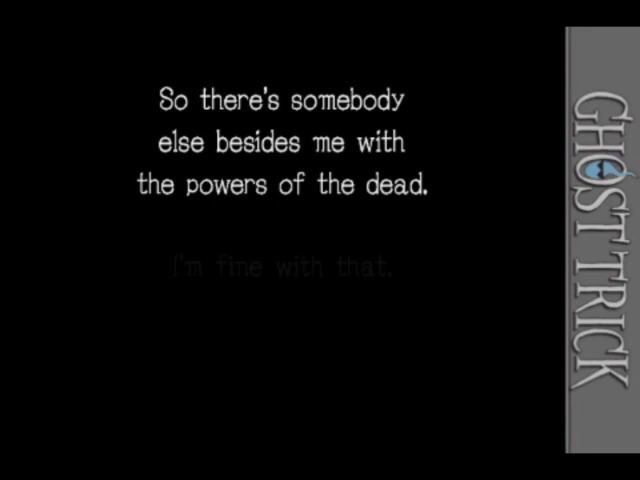 So there's somebody
else besides me with
the powers of the dead.
I'm fine with that.
GHOST TRICK